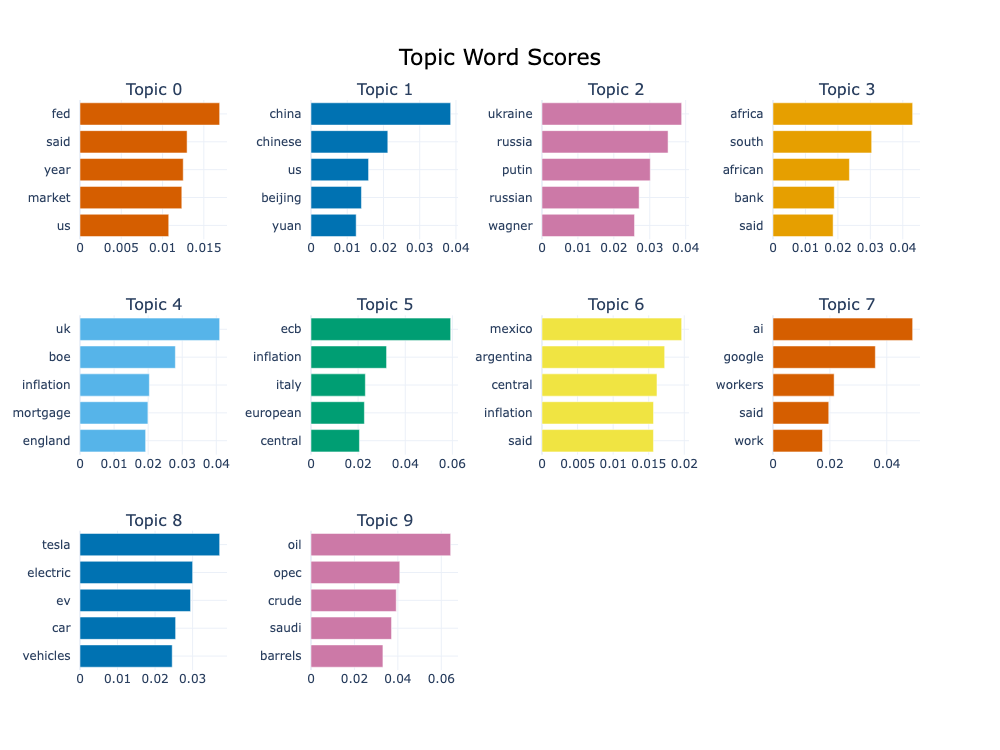 Topic Word Scores
Topic 0
fed
said
year
market
us
0 0.005 0.01 0.015
Topic 1
china
chinese
us
beijing
yuan
0 0.01 0.02 0.03 0.04
Topic 2
ukraine
russia
putin
russian
wagner
0 0.01 0.02 0.03 0.04
Topic 3
africa
south
african
bank
said
0 0.01 0.02 0.03 0.04
Topic 4
uk
boe
inflation
mortgage
england
0 0.01 0.02 0.03 0.04
Topic 5
ecb
inflation
italy
european
central
0 0.02 0.04 0.06
Topic 6
mexico
argentina
central
inflation
said
0 0.005 0.01 0.015 0.02
Topic 7
ai
google
workers
said
work
0 0.02 0.04
Topic 8
tesla
electric
ev
car
vehicles
0 0.01 0.02 0.03
Topic 9
oil
opec
crude
saudi
barrels
0 0.02 0.04 0.06